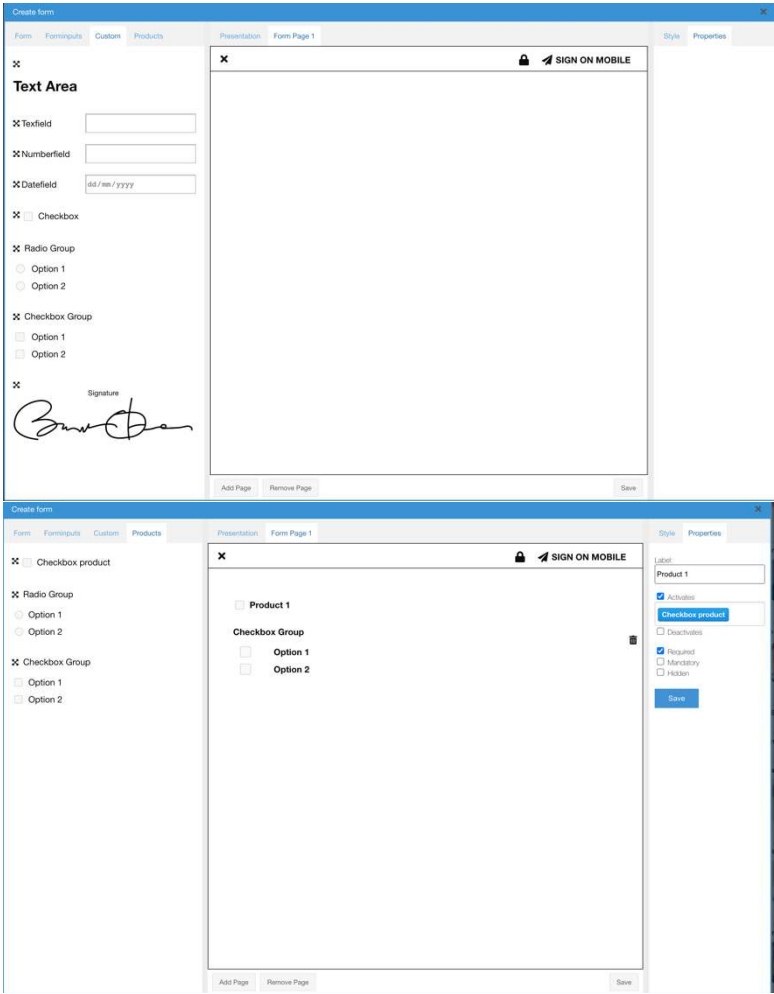 Create form
Form Forminputs Custom Products
Presentation Form Page 1
Style Properties
SIGN ON MOBILE
Text Area
Texfield
Numberfield
Datefield dd/mm/yyyy
Checkbox
Radio Group
Option 1
Option 2
Checkbox Group
Option 1
Option 2
Signature
Add Page Remove Page Save
Create form
Form Forminputs Custom Products
Presentation Form Page 1
Style Properties
SIGN ON MOBILE
Checkbox product
Radio Group
Option 1
Option 2
Checkbox Group
Option 1
Option 2
Product 1
Checkbox Group
Option 1
Option 2
Label:
Product 1
Activates
Checkbox product
Deactivates
Required
Mandatory
Hidden
Save
Add Page Remove Page Save